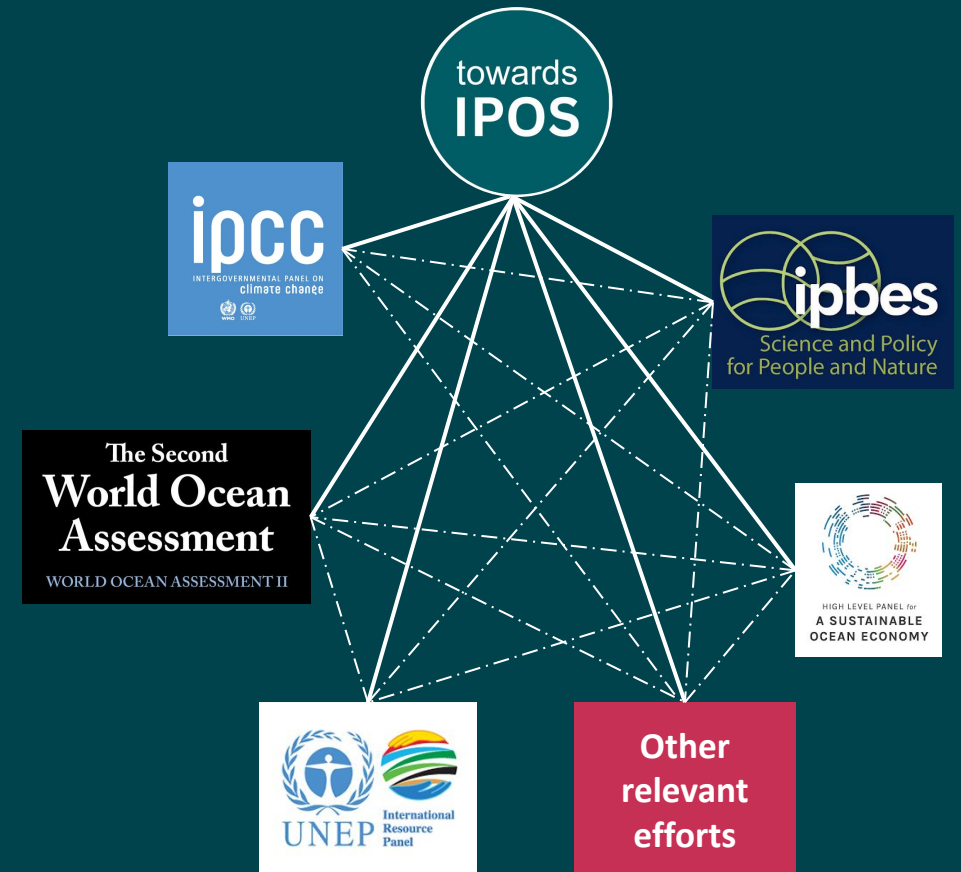 towards
IPOS
ipcc
INTERGOVERNMENTAL PANEL ON
climate change
WMO UNEP
ipbes
Science and Policy
for People and Nature
The Second
World Ocean
Assessment
WORLD OCEAN ASSESSMENT II
HIGH LEVEL PANEL for
A SUSTAINABLE
OCEAN ECONOMY
UNEP
International
Resource
Panel
Other
relevant
efforts